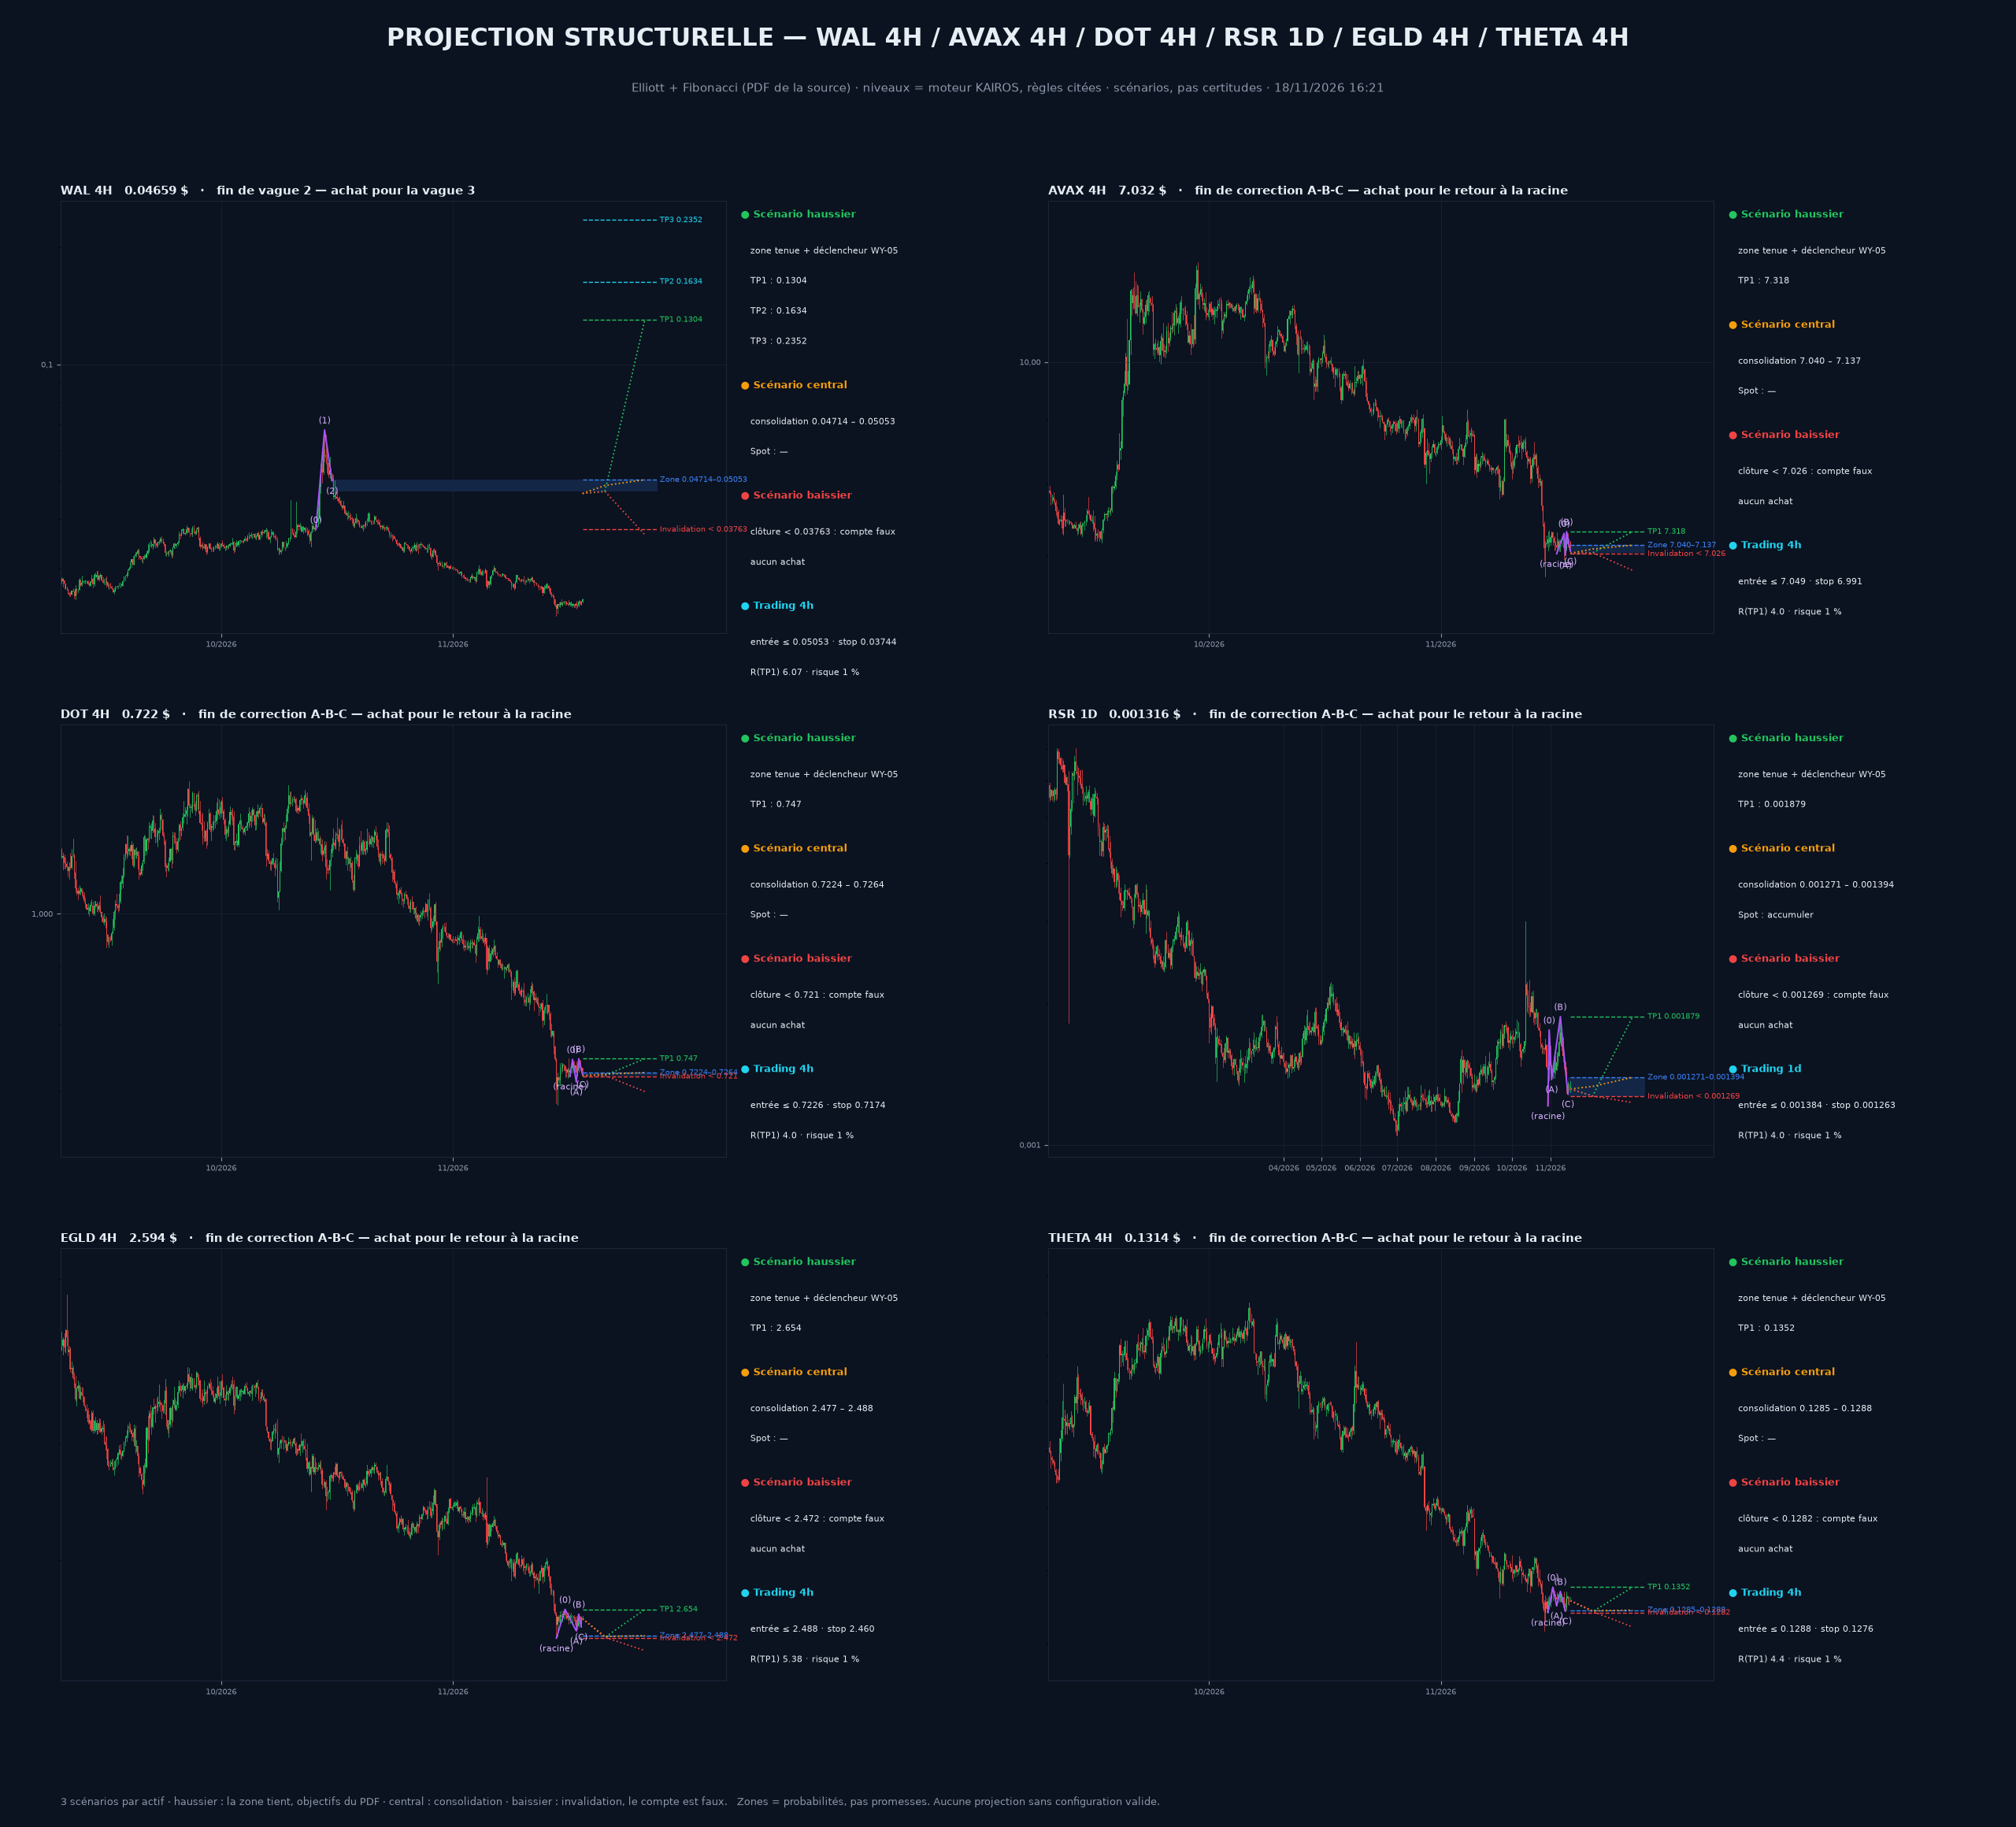 PROJECTION STRUCTURELLE — WAL 4H / AVAX 4H / DOT 4H / RSR 1D / EGLD 4H / THETA 4H
Elliott + Fibonacci (PDF de la source) · niveaux = moteur KAIROS, règles citées · scénarios, pas certitudes · 18/11/2026 16:21
WAL 4H 0.04659 $ · fin de vague 2 — achat pour la vague 3
TP3 0.2352
TP2 0.1634
TP1 0.1304
0,1
(1)
(2)
(0)
Zone 0.04714–0.05053
Invalidation < 0.03763
10/2026
11/2026
Scénario haussier
zone tenue + déclencheur WY-05
TP1 : 0.1304
TP2 : 0.1634
TP3 : 0.2352
Scénario central
consolidation 0.04714 – 0.05053
Spot : —
Scénario baissier
clôture < 0.03763 : compte faux
aucun achat
Trading 4h
entrée ≤ 0.05053 · stop 0.03744
R(TP1) 6.07 · risque 1 %
AVAX 4H 7.032 $ · fin de correction A-B-C — achat pour le retour à la racine
10,00
(0)
(B)
(racine)
(A)
(C)
TP1 7.318
Zone 7.040–7.137
Invalidation < 7.026
10/2026
11/2026
Scénario haussier
zone tenue + déclencheur WY-05
TP1 : 7.318
Scénario central
consolidation 7.040 – 7.137
Spot : —
Scénario baissier
clôture < 7.026 : compte faux
aucun achat
Trading 4h
entrée ≤ 7.049 · stop 6.991
R(TP1) 4.0 · risque 1 %
DOT 4H 0.722 $ · fin de correction A-B-C — achat pour le retour à la racine
1,000
(0)
(B)
(racine)
(A)
(C)
TP1 0.747
Zone 0.7224–0.7264
Invalidation < 0.721
10/2026
11/2026
Scénario haussier
zone tenue + déclencheur WY-05
TP1 : 0.747
Scénario central
consolidation 0.7224 – 0.7264
Spot : —
Scénario baissier
clôture < 0.721 : compte faux
aucun achat
Trading 4h
entrée ≤ 0.7226 · stop 0.7174
R(TP1) 4.0 · risque 1 %
RSR 1D 0.001316 $ · fin de correction A-B-C — achat pour le retour à la racine
0,001
(0)
(B)
(A)
(C)
(racine)
TP1 0.001879
Zone 0.001271–0.001394
Invalidation < 0.001269
04/2026
05/2026
06/2026
07/2026
08/2026
09/2026
10/2026
11/2026
Scénario haussier
zone tenue + déclencheur WY-05
TP1 : 0.001879
Scénario central
consolidation 0.001271 – 0.001394
Spot : accumuler
Scénario baissier
clôture < 0.001269 : compte faux
aucun achat
Trading 1d
entrée ≤ 0.001384 · stop 0.001263
R(TP1) 4.0 · risque 1 %
EGLD 4H 2.594 $ · fin de correction A-B-C — achat pour le retour à la racine
(0)
(B)
(C)
(A)
(racine)
TP1 2.654
Zone 2.477–2.488
Invalidation < 2.472
10/2026
11/2026
Scénario haussier
zone tenue + déclencheur WY-05
TP1 : 2.654
Scénario central
consolidation 2.477 – 2.488
Spot : —
Scénario baissier
clôture < 2.472 : compte faux
aucun achat
Trading 4h
entrée ≤ 2.488 · stop 2.460
R(TP1) 5.38 · risque 1 %
THETA 4H 0.1314 $ · fin de correction A-B-C — achat pour le retour à la racine
(0)
(B)
(A)
(racine)
(C)
TP1 0.1352
Zone 0.1285–0.1288
Invalidation < 0.1282
10/2026
11/2026
Scénario haussier
zone tenue + déclencheur WY-05
TP1 : 0.1352
Scénario central
consolidation 0.1285 – 0.1288
Spot : —
Scénario baissier
clôture < 0.1282 : compte faux
aucun achat
Trading 4h
entrée ≤ 0.1288 · stop 0.1276
R(TP1) 4.4 · risque 1 %
3 scénarios par actif · haussier : la zone tient, objectifs du PDF · central : consolidation · baissier : invalidation, le compte est faux. Zones = probabilités, pas promesses. Aucune projection sans configuration valide.